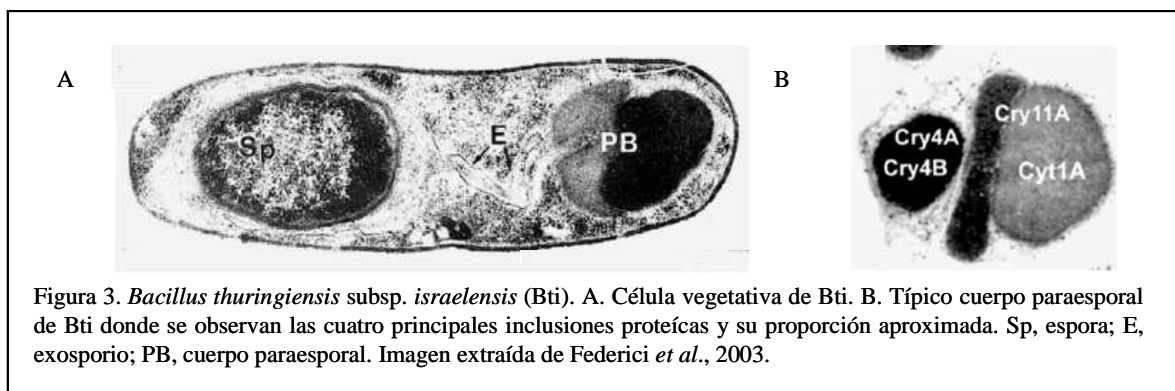 A
B
Sp
E
PB
Cry11A
Cry4A
Cry4B
Cyt1A
Figura 3. Bacillus thuringiensis subsp. israelensis (Bti). A. Célula vegetativa de Bti. B. Típico cuerpo paraesporal
de Bti donde se observan las cuatro principales inclusiones proteícas y su proporción aproximada. Sp, espora; E,
exosporio; PB, cuerpo paraesporal. Imagen extraída de Federici et al., 2003.